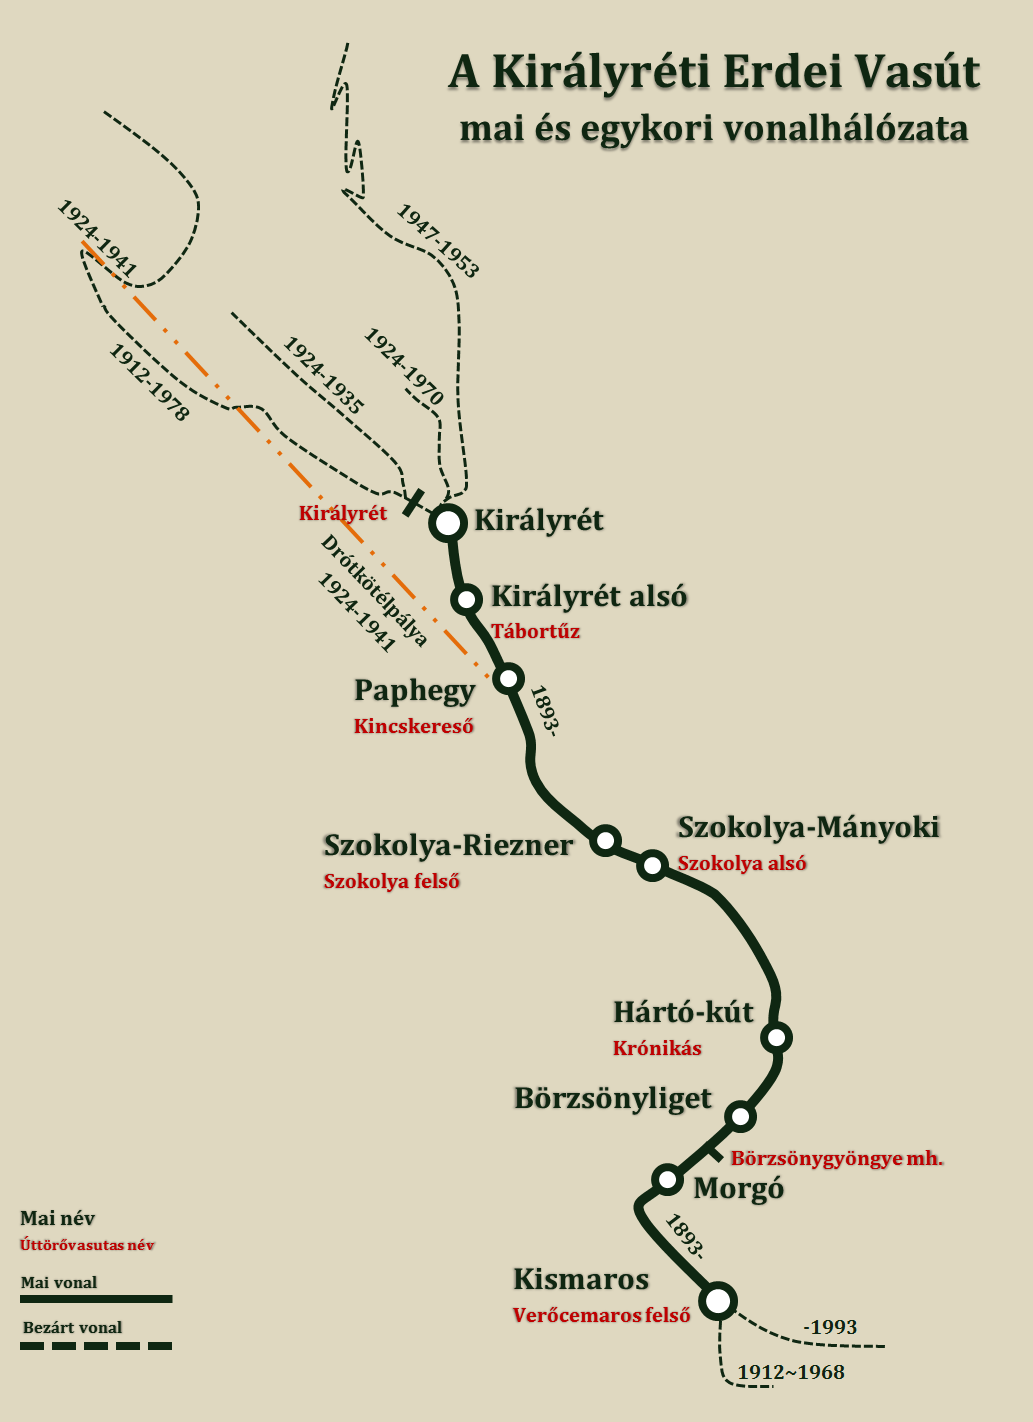 A Királyréti Erdei Vasút
mai és egykori vonalhálózata
1924-1941
1947-1953
1912-1978
1924-1935
1924-1970
Királyrét
Királyrét
Drótkötélpálya
1924-1941
Királyrét alsó
Tábortűz
Paphegy
Kincskereső
1893-
Szokolya-Mányoki
Szokolya alsó
Szokolya-Riezner
Szokolya felső
Hártó-kút
Krónikás
Börzsönyliget
Börzsönygyöngye mh.
Morgó
1893-
Kismaros
Verőcemaros felső
-1993
1912~1968
Mai név
Úttörővasutas név
Mai vonal
Bezárt vonal